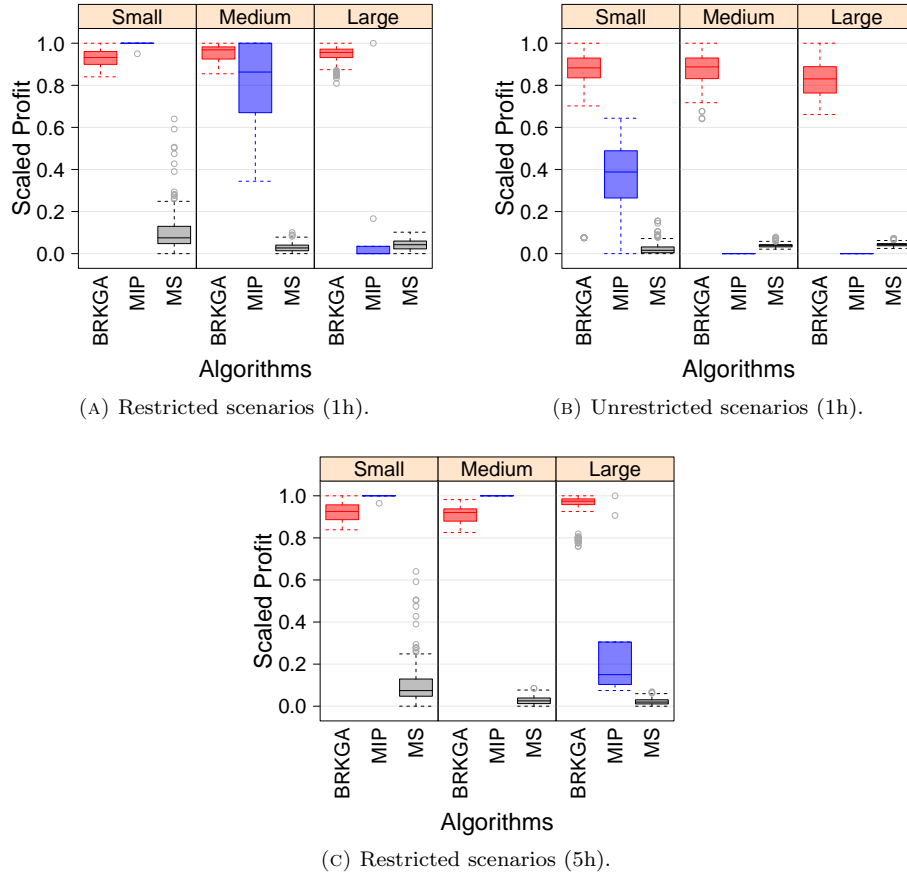 Small Medium Large
Scaled Profit
1.0
0.8
0.6
0.4
0.2
0.0
BRKGA MIP MS BRKGA MIP MS BRKGA MIP MS
Algorithms
(A) Restricted scenarios (1h).
Small Medium Large
Scaled Profit
1.0
0.8
0.6
0.4
0.2
0.0
BRKGA MIP MS BRKGA MIP MS BRKGA MIP MS
Algorithms
(B) Unrestricted scenarios (1h).
Small Medium Large
Scaled Profit
1.0
0.8
0.6
0.4
0.2
0.0
BRKGA MIP MS BRKGA MIP MS BRKGA MIP MS
Algorithms
(C) Restricted scenarios (5h).